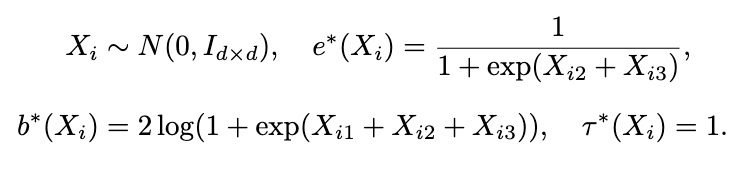 X_i ∼ N(0, I_{d×d}), e*(X_i) = 1 / (1 + exp(X_{i2} + X_{i3})),
b*(X_i) = 2 log(1 + exp(X_{i1} + X_{i2} + X_{i3})), τ*(X_i) = 1.